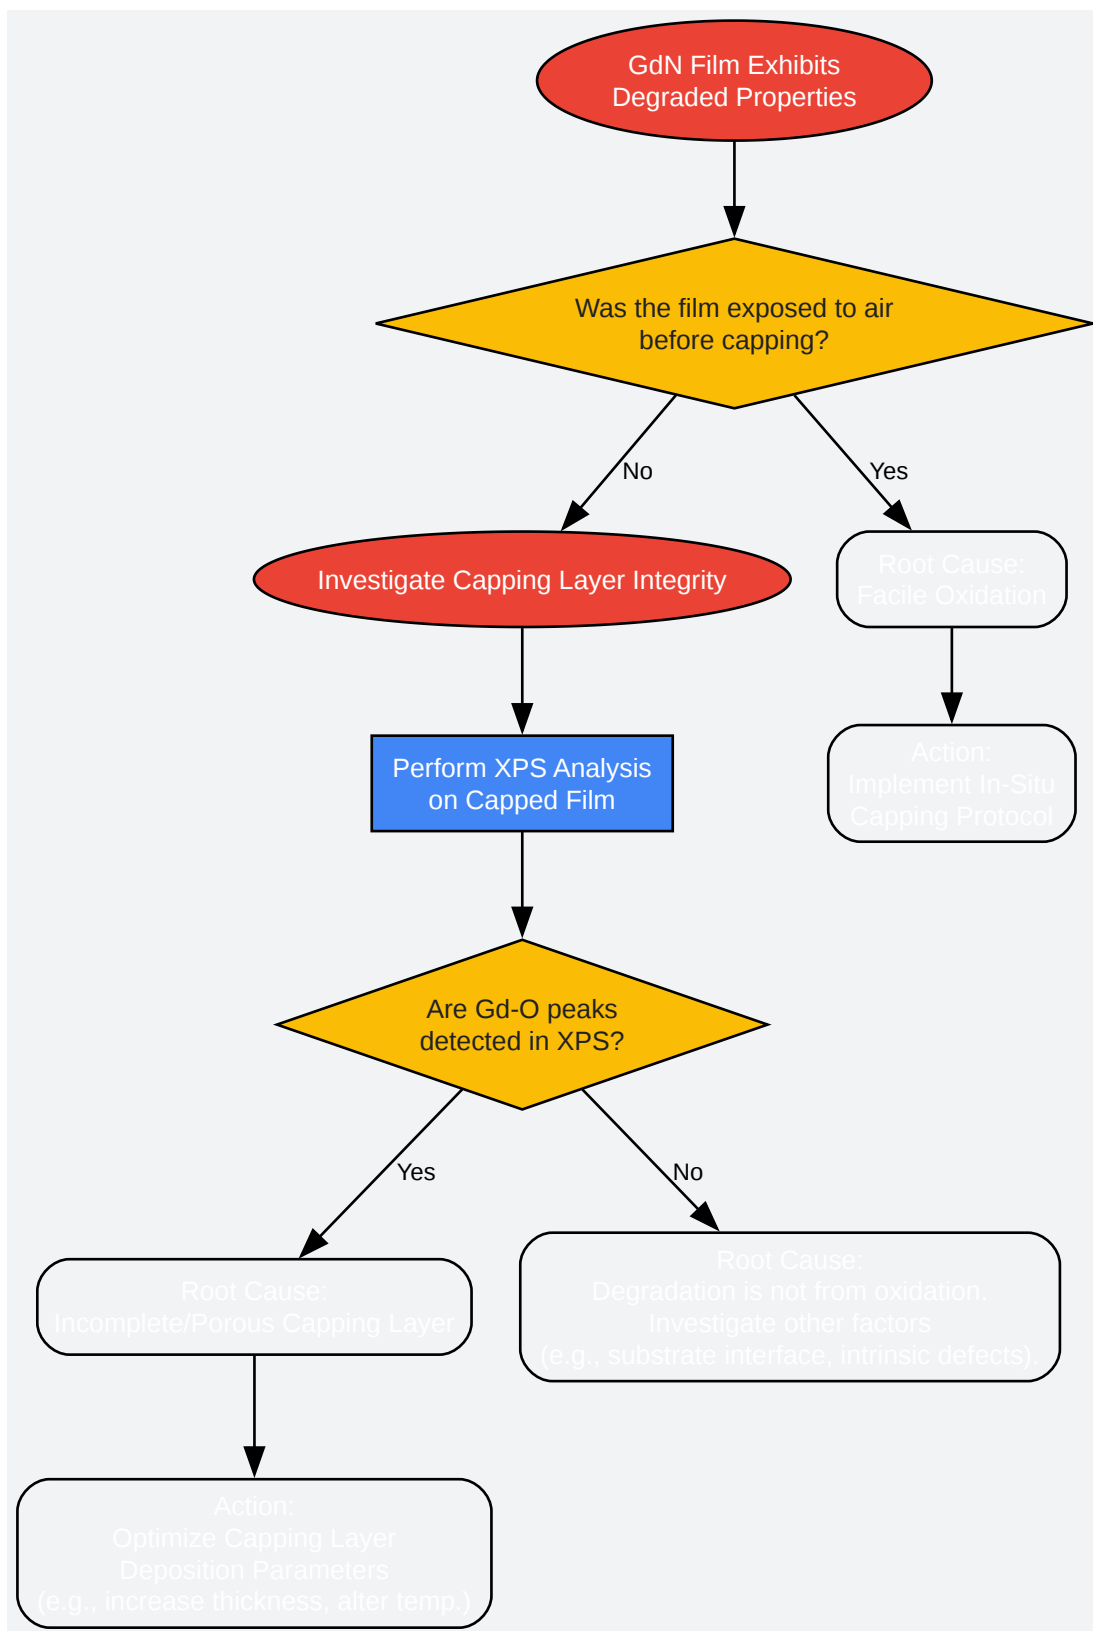 GdN Film Exhibits
Degraded Properties
Was the film exposed to air
before capping?
No
Yes
Investigate Capping Layer Integrity
Root Cause:
Facile Oxidation
Perform XPS Analysis
on Capped Film
Action:
Implement In-Situ
Capping Protocol
Are Gd-O peaks
detected in XPS?
Yes
No
Root Cause:
Incomplete/Porous Capping Layer
Root Cause:
Degradation is not from oxidation.
Investigate other factors
(e.g., substrate interface, intrinsic defects).
Action:
Optimize Capping Layer
Deposition Parameters
(e.g., increase thickness, alter temp.)